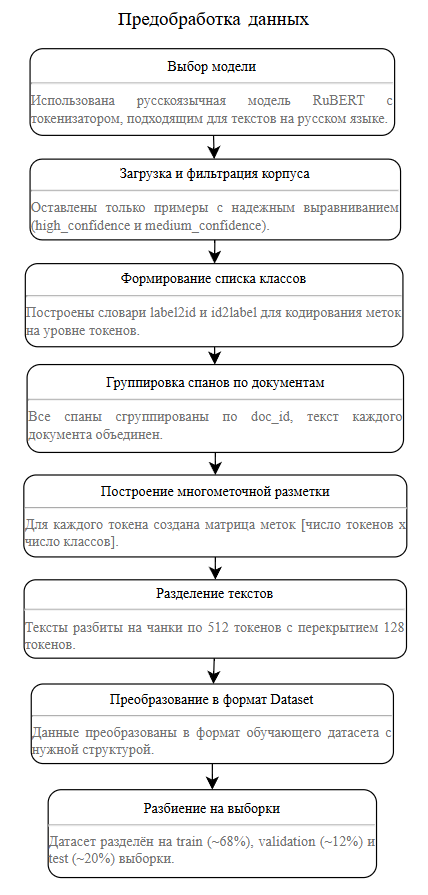 Предобработка данных
Выбор модели
Использована русскоязычная модель RuBERT с
токенизатором, подходящим для текстов на русском языке.
Загрузка и фильтрация корпуса
Оставлены только примеры с надежным выравниванием
(high_confidence и medium_confidence).
Формирование списка классов
Построены словари label2id и id2label для кодирования меток
на уровне токенов.
Группировка спанов по документам
Все спаны сгруппированы по doc_id, текст каждого
документа объединен.
Построение многометочной разметки
Для каждого токена создана матрица меток [число токенов x
число классов].
Разделение текстов
Тексты разбиты на чанки по 512 токенов с перекрытием 128
токенов.
Преобразование в формат Dataset
Данные преобразованы в формат обучающего датасета с
нужной структурой.
Разбиение на выборки
Датасет разделён на train (~68%), validation (~12%) и
test (~20%) выборки.